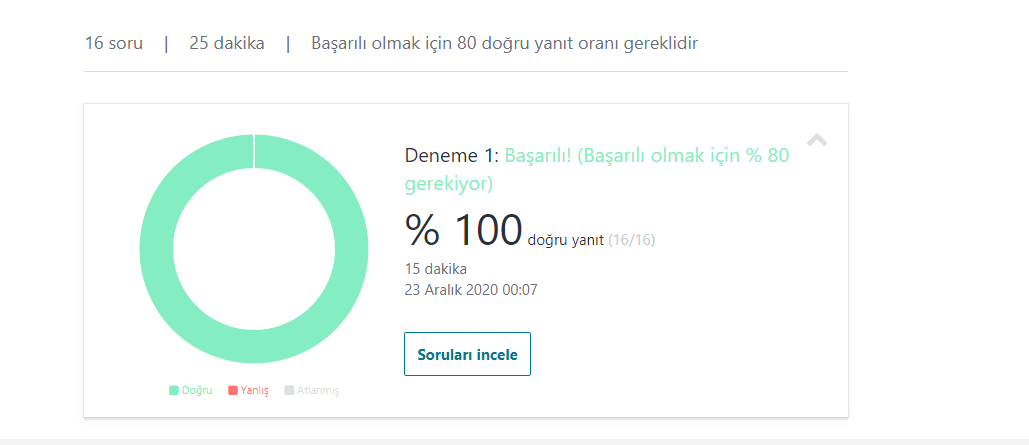 16 soru | 25 dakika | Başarılı olmak için 80 doğru yanıt oranı gereklidir
Deneme 1: Başarılı! (Başarılı olmak için % 80
gerekiyor)
% 100 doğru yanıt (16/16)
15 dakika
23 Aralık 2020 00:07
Soruları incele
Doğru Yanlış Atlanmış